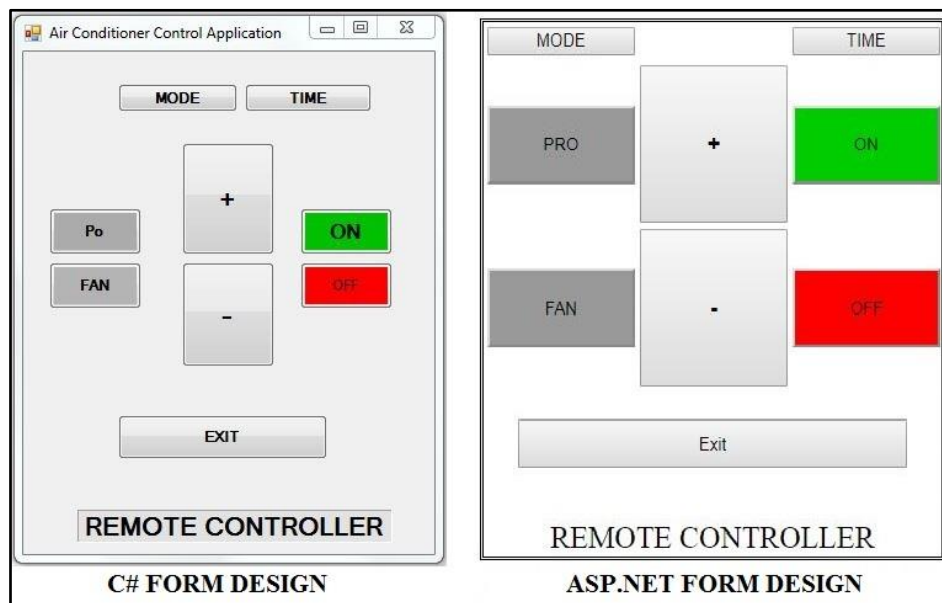 Air Conditioner Control Application
MODE TIME
+
Po ON
FAN OFF
-
EXIT
REMOTE CONTROLLER
C# FORM DESIGN
MODE TIME
PRO + ON
FAN - OFF
Exit
REMOTE CONTROLLER
ASP.NET FORM DESIGN